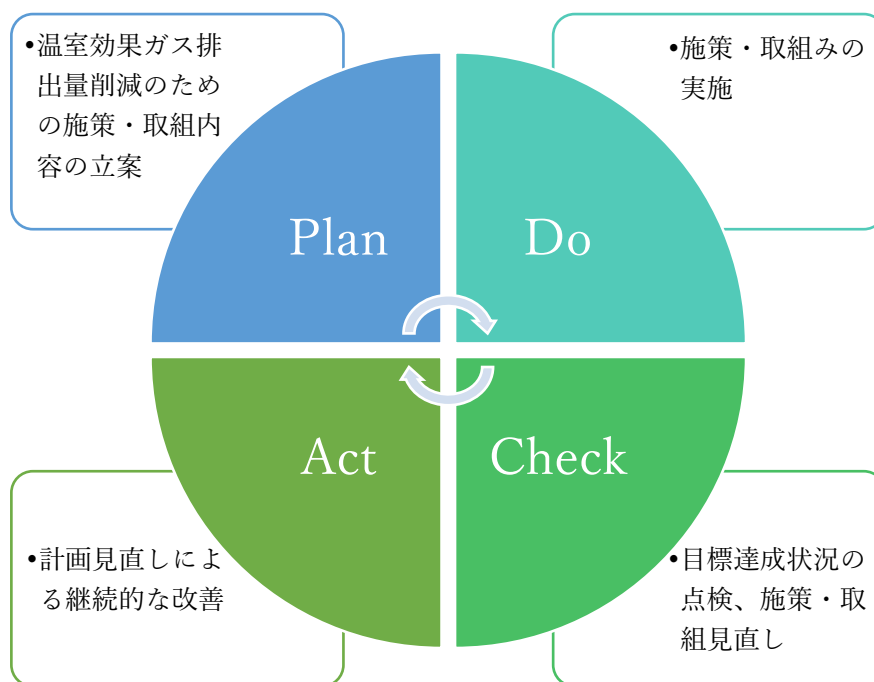 •温室効果ガス排
出量削減のため
の施策・取組内
容の立案
•施策・取組みの
実施
Plan
Do
Act
Check
•計画見直しによ
る継続的な改善
•目標達成状況の
点検、施策・取
組見直し